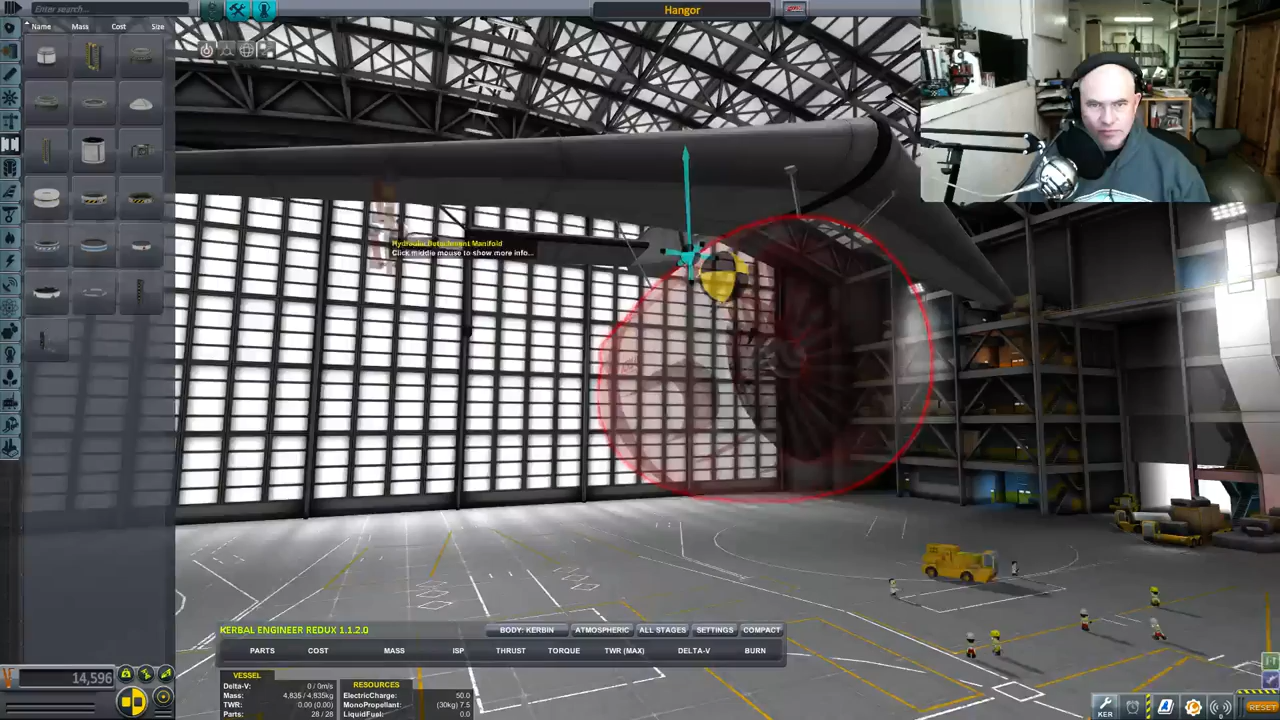 Enter search...
Hangor
Name Mass Cost Size
Hydraulic Detachment Manifold
Click middle mouse to show more info...
KERBAL ENGINEER REDUX 1.1.2.0
BODY: KERBIN
ATMOSPHERIC
ALL STAGES
SETTINGS
COMPACT
PARTS COST MASS ISP THRUST TORQUE TWR (MAX) DELTA-V BURN
14,596
VESSEL
Delta-V: 0 / 0m/s
Mass: 4,835 / 4,835kg
TWR: 0.00 (0.00)
Parts: 28 / 28
RESOURCES
ElectricCharge: 50.0
MonoPropellant: (30kg) 7.5
LiquidFuel: 0.0
KER
0
RESET